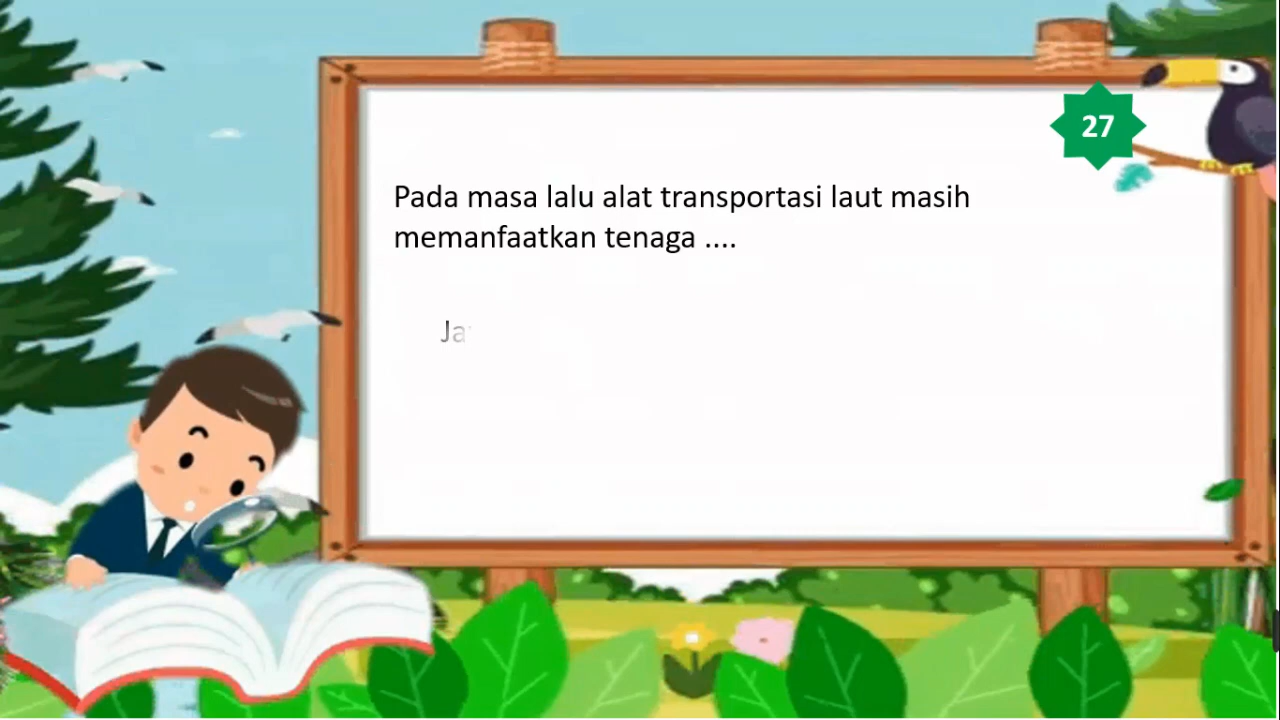 27
Pada masa lalu alat transportasi laut masih
memanfaatkan tenaga ....